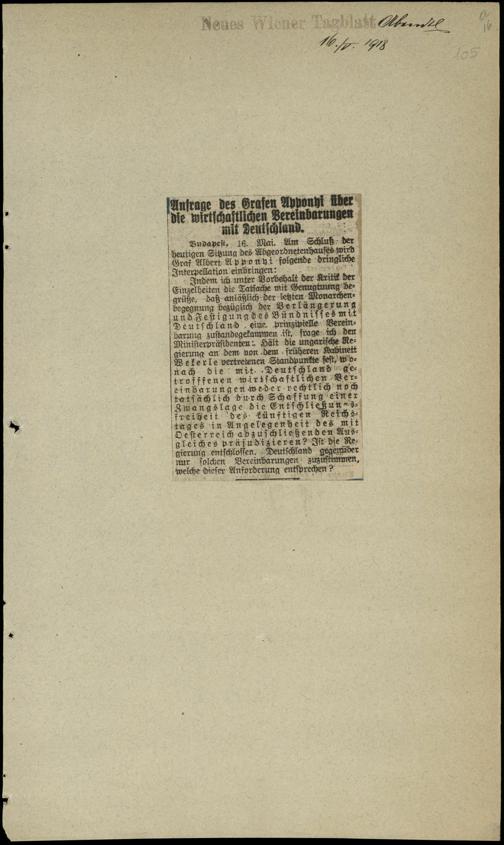 Neues Wiener Tagblatt Abendbl
16./V. 1918
105
Anfrage des Grafen Apponyi über
die wirtschaftlichen Vereinbarungen
mit Deutschland.
Budapest, 16. Mai. Am Schluß der
heutigen Sitzung des Abgeordnetenhauses wird
Graf Albert Apponyi folgende dringliche
Interpellation einbringen:
Indem ich unter Vorbehalt der Kritik der
Einzelheiten die Tatsache mit Genugtuung be-
grüße, daß anläßlich der letzten Monarchen-
begegnung bezüglich der Verlängerung
und Festigung des Bündnisses mit
Deutschland eine prinzipielle Verein-
barung zustandegekommen ist, frage ich den
Ministerpräsidenten: Hält die ungarische Re-
gierung an dem von dem früheren Kabinett
Wekerle vertretenen Standpunkte fest, wo-
nach die mit Deutschland ge-
troffenen wirtschaftlichen Ver-
einbarungen weder rechtlich noch
tatsächlich durch Schaffung einer
Zwangslage die Entschließungs-
freiheit des künftigen Reichs-
tages in Angelegenheit des mit
Oesterreich abzuschließenden Aus-
gleiches präjudizieren? Ist die Re-
gierung entschlossen, Deutschland gegenüber
nur solchen Vereinbarungen zuzustimmen,
welche dieser Anforderung entsprechen?